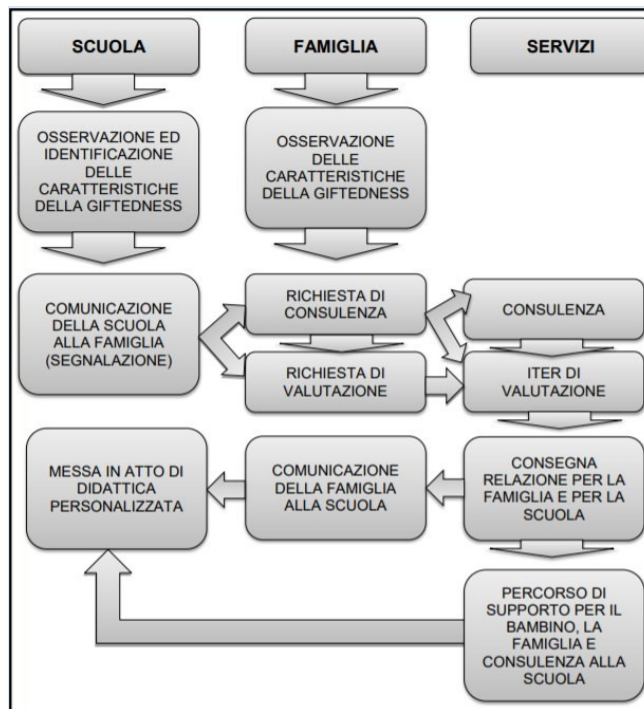 SCUOLA
FAMIGLIA
SERVIZI
OSSERVAZIONE ED
IDENTIFICAZIONE
DELLE
CARATTERISTICHE
DELLA GIFTEDNESS
OSSERVAZIONE
DELLE
CARATTERISTICHE
DELLA GIFTEDNESS
COMUNICAZIONE
DELLA SCUOLA
ALLA FAMIGLIA
(SEGNALAZIONE)
RICHIESTA DI
CONSULENZA
CONSULENZA
RICHIESTA DI
VALUTAZIONE
ITER DI
VALUTAZIONE
MESSA IN ATTO DI
DIDATTICA
PERSONALIZZATA
COMUNICAZIONE
DELLA FAMIGLIA
ALLA SCUOLA
CONSEGNA
RELAZIONE PER LA
FAMIGLIA E PER LA
SCUOLA
PERCORSO DI
SUPPORTO PER IL
BAMBINO, LA
FAMIGLIA E
CONSULENZA ALLA
SCUOLA